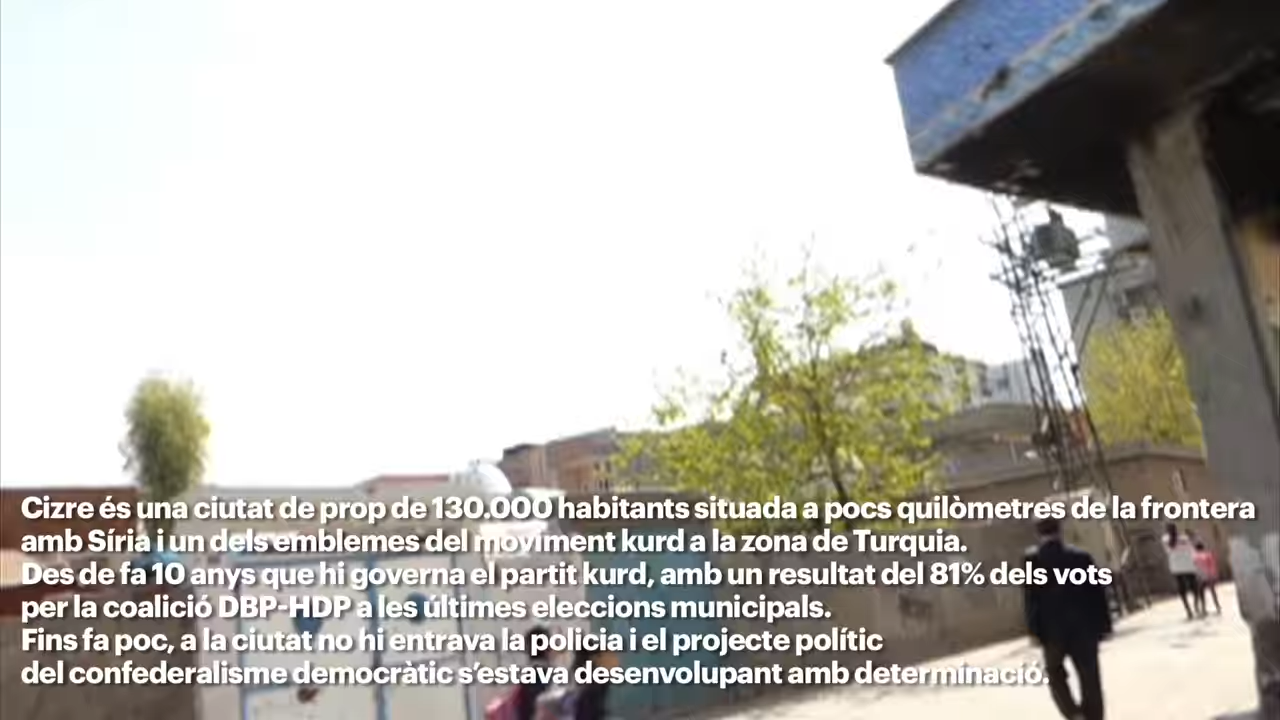 Cizre és una ciutat de prop de 130.000 habitants situada a pocs quilòmetres de la frontera
amb Síria i un dels emblemes del moviment kurd a la zona de Turquia.
Des de fa 10 anys que hi governa el partit kurd, amb un resultat del 81% dels vots
per la coalició DBP-HDP a les últimes eleccions municipals.
Fins fa poc, a la ciutat no hi entrava la policia i el projecte polític
del confederalisme democràtic s'estava desenvolupant amb determinació.